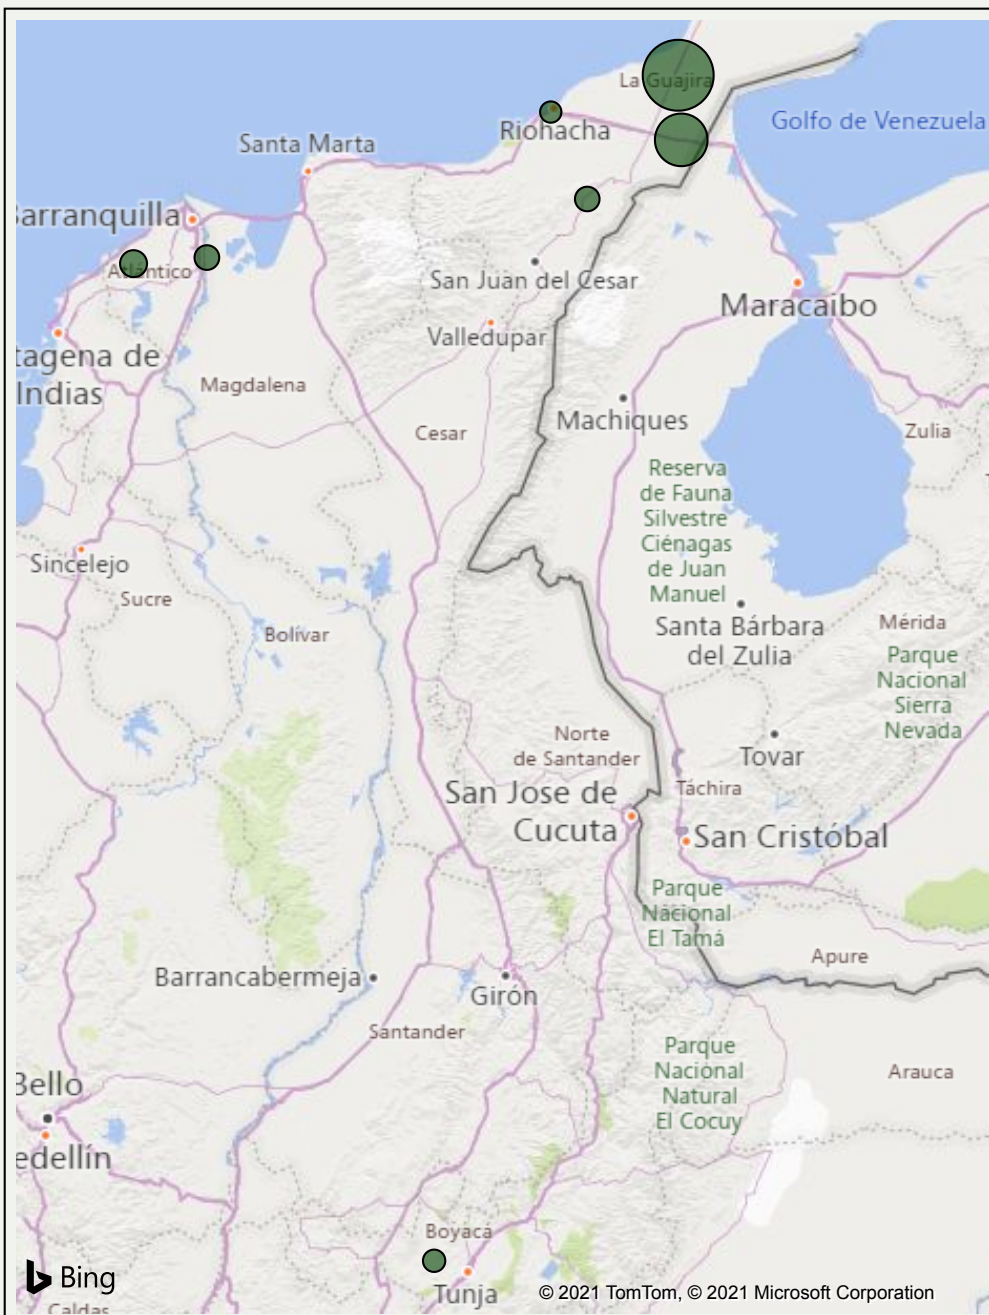 La Guajira
Golfo de Venezuela
Riohacha
Santa Marta
Barranquilla
Atlántico
San Juan del Cesar
Maracaibo
Valledupar
tagena de
Indias
Magdalena
Machiques
Cesar
Zulia
Reserva
de Fauna
Silvestre
Ciénagas
de Juan
Manuel
Sincelejo
Sucre
Santa Bárbara
del Zulia
Mérida
Bolívar
Parque
Nacional
Sierra
Nevada
Norte
de Santander
Tovar
Táchira
San Jose de
Cucuta
San Cristóbal
Parque
Nacional
El Tamá
Apure
Barrancabermeja
Girón
Santander
Parque
Nacional
Natural
El Cocuy
Arauca
Bello
edellín
Boyacá
Tunja
Bing
© 2021 TomTom, © 2021 Microsoft Corporation
Caldas